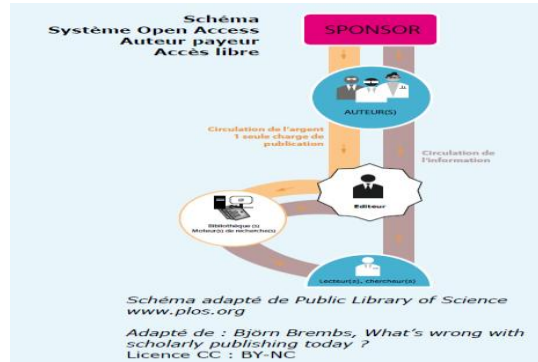 Schéma
Système Open Access
Auteur payeur
Accès libre
SPONSOR
AUTEUR(S)
Circulation de l'argent
1 seule charge de
publication
Circulation de
l'information
Editeur
Bibliothèque(s)
Moteur(s) de recherche(s)
Lecteur(s), chercheur(s)
Schéma adapté de Public Library of Science
www.plos.org
Adapté de : Björn Brembs, What's wrong with
scholarly publishing today ?
Licence CC : BY-NC